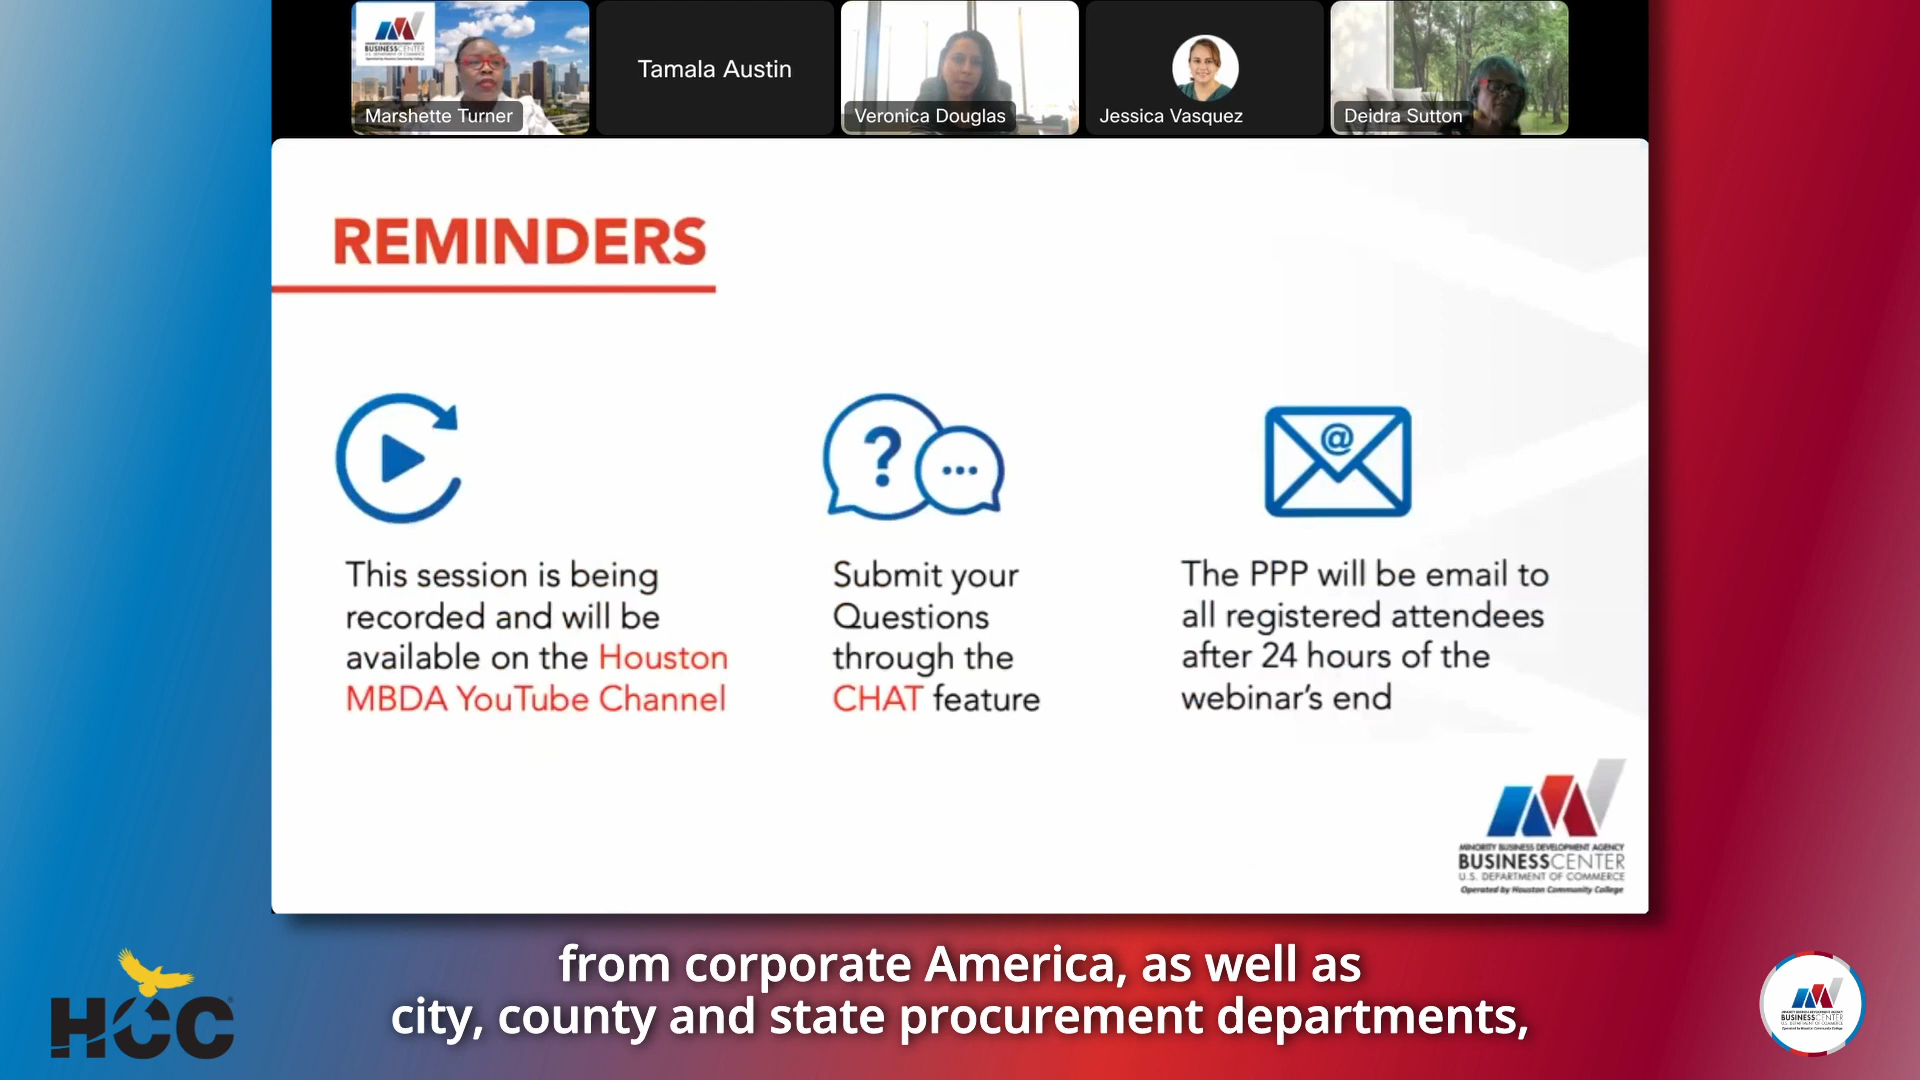 BUSINESSCENTER
Marshette Turner
Tamala Austin
Veronica Douglas
Jessica Vasquez
Deidra Sutton
REMINDERS
This session is being
recorded and will be
available on the Houston
MBDA YouTube Channel
?
Submit your
Questions
through the
CHAT feature
@
The PPP will be email to
all registered attendees
after 24 hours of the
webinar's end
MINORITY BUSINESS DEVELOPMENT AGENCY
BUSINESSCENTER
U.S. DEPARTMENT OF COMMERCE
Operated by Houston Community College
from corporate America, as well as
city, county and state procurement departments,
HCC
BUSINESSCENTER